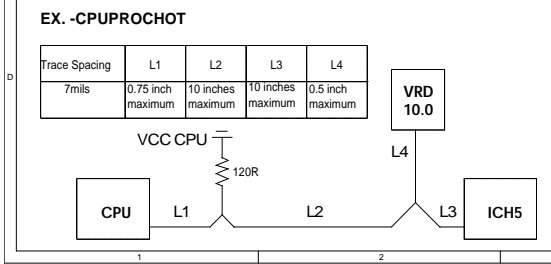 EX. -CPUPROCHOT
Trace Spacing L1 L2 L3 L4
7mils 0.75 inch maximum 10 inches maximum 10 inches maximum 0.5 inch maximum
D
VRD
10.0
VCC CPU
120R
L4
CPU L1 L2 L3 ICH5
1 2